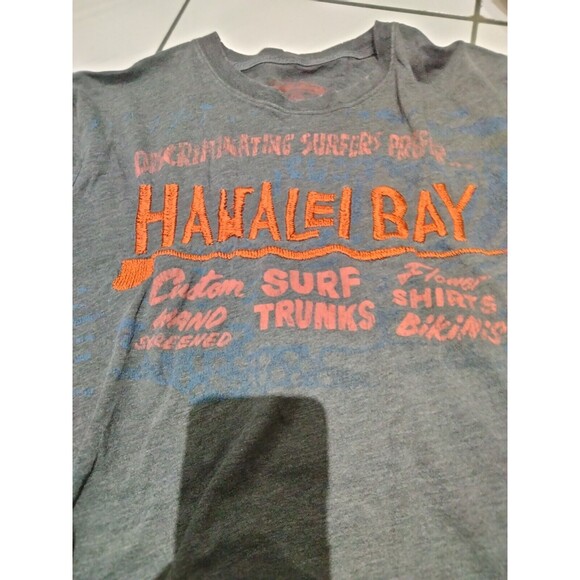 DISCRIMINATING SURFERS PREFER...
HANALEI BAY
Custom SURF Flower
HAND TRUNKS SHIRTS
SCREENED BiKiNiS